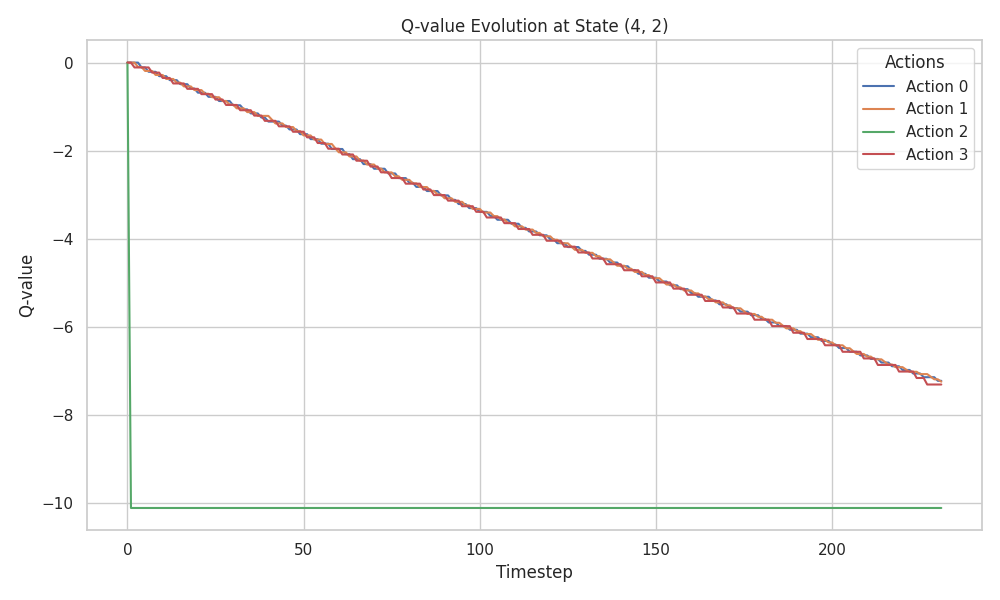 Q-value Evolution at State (4, 2)
Actions
Action 0
Action 1
Action 2
Action 3
Q-value
0
−2
−4
−6
−8
−10
0 50 100 150 200
Timestep